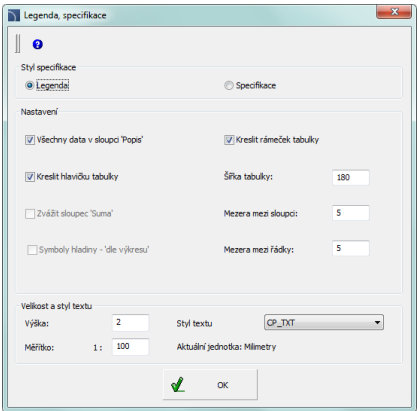 Legenda, specifikace
Styl specifikace
Legenda
Specifikace
Nastavení
Všechny data v sloupci 'Popis'
Kreslit rámeček tabulky
Kreslit hlavičku tabulky
Šířka tabulky: 180
Zvážit sloupec 'Suma'
Mezera mezi sloupci: 5
Symboly hladiny - 'dle výkresu'
Mezera mezi řádky: 5
Velikost a styl textu
Výška: 2
Styl textu CP_TXT
Měřítko: 1 : 100
Aktuální jednotka: Milimetry
OK